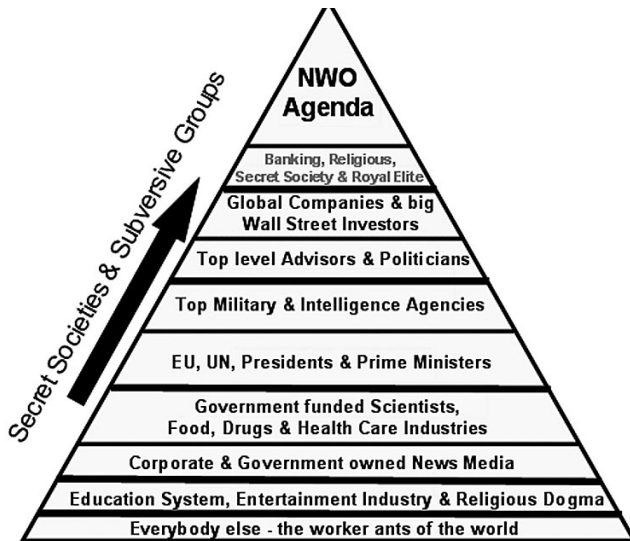 NWO
Agenda
Banking, Religious,
Secret Society & Royal Elite
Global Companies & big
Wall Street Investors
Top level Advisors & Politicians
Top Military & Intelligence Agencies
EU, UN, Presidents & Prime Ministers
Government funded Scientists,
Food, Drugs & Health Care Industries
Corporate & Government owned News Media
Education System, Entertainment Industry & Religious Dogma
Everybody else - the worker ants of the world
Secret Societies & Subversive Groups